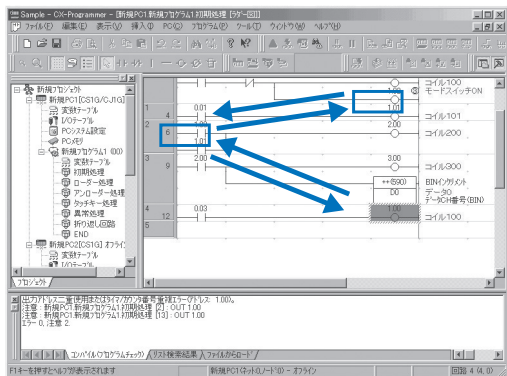 Sample - CX-Programmer - [新規PC1.新規プログラム1.初期処理 [ラダー図]]
ファイル(F) 編集(E) 表示(V) 挿入(I) PC(C) プログラム(P) ツール(T) ウィンドウ(W) ヘルプ(H)
新規プロジェクト
新規PC1[CS1G/CJ1G]
変数テーブル
I/Oテーブル
PCシステム設定
PCメモリ
新規プログラム1 (00)
変数テーブル
初期処理
ローダー処理
アンローダー処理
タッチキー処理
異常処理
折り返し回路
END
新規PC2[CS1G] オフライン
変数テーブル
I/Oテーブル
プロジェクト
コイル100
モードスイッチON
1
4
0.01
1.01
コイル101
2
6
1.01
2.00
コイル200
3
9
2.00
3.00
コイル300
++(590)
BINインクリメント
D0
データ0
データCH番号(BIN)
4
12
0.03
1.00
コイル100
5
出力アドレス二重使用またはタイマ/カウンタ番号重複エラー(アドレス: 1.00)。
注意 : 新規PC1.新規プログラム1.初期処理 [2] : OUT 1.00
注意 : 新規PC1.新規プログラム1.初期処理 [13] : OUT 1.00
エラー 0, 注意 2.
コンパイル(プログラムチェック) リスト検索結果 ファイルからロード
F1キーを押すとヘルプが表示されます
新規PC1(ネット:0,ノード:0) - オフライン
回路 4 (4, 0)